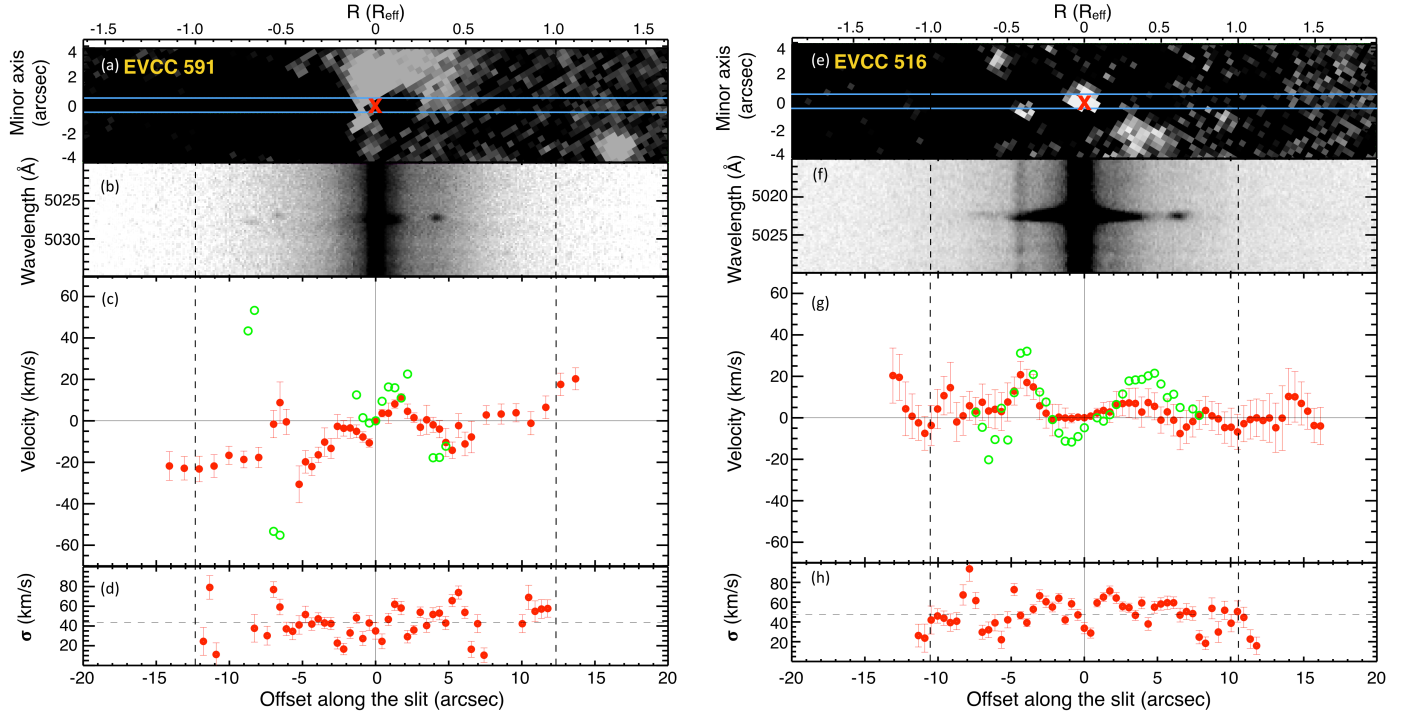 R (Reff)
-1.5 -1.0 -0.5 0 0.5 1.0 1.5
(a) EVCC 591
Minor axis
(arcsec)
4
2
0
-2
-4
(b)
Wavelength (Å)
5025
5030
(c)
Velocity (km/s)
60
40
20
0
-20
-40
-60
(d)
σ (km/s)
80
60
40
20
-20 -15 -10 -5 0 5 10 15 20
Offset along the slit (arcsec)
R (Reff)
-1.5 -1.0 -0.5 0 0.5 1.0 1.5
(e) EVCC 516
Minor axis
(arcsec)
4
2
0
-2
-4
(f)
Wavelength (Å)
5020
5025
(g)
Velocity (km/s)
60
40
20
0
-20
-40
-60
(h)
σ (km/s)
80
60
40
20
-20 -15 -10 -5 0 5 10 15 20
Offset along the slit (arcsec)